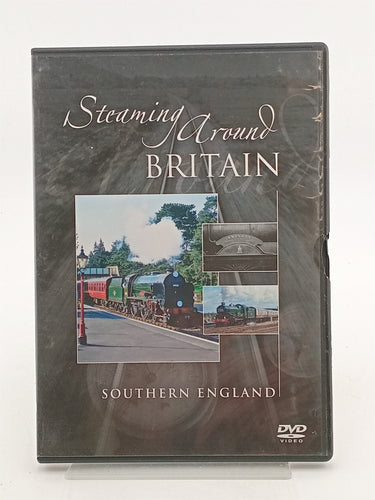 Steaming Around
BRITAIN
SOUTHERN ENGLAND
DVD
VIDEO